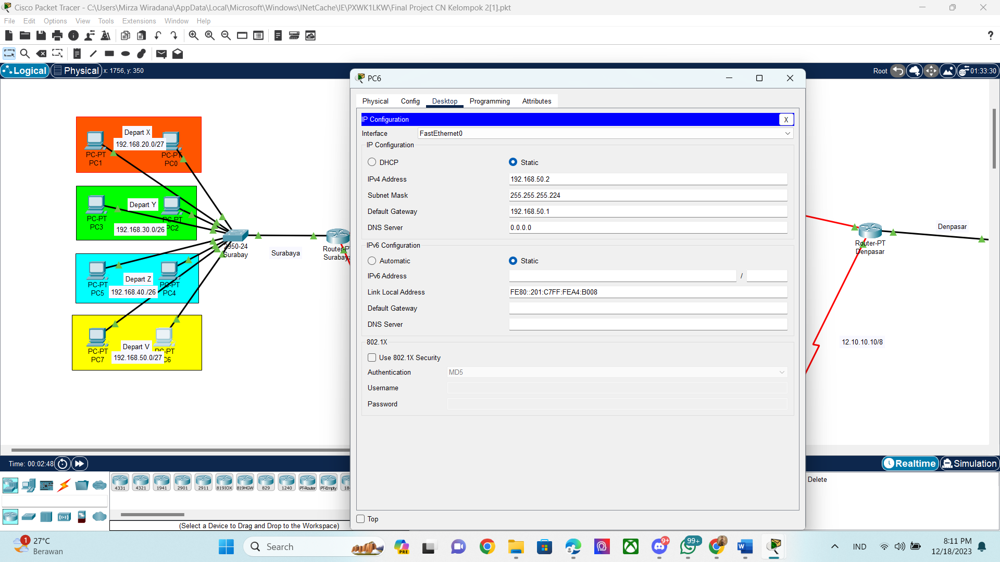 Cisco Packet Tracer - C:\Users\Mirza Wiradana\AppData\Local\Microsoft\Windows\INetCache\IE\PXWK1LKW\Final Project CN Kelompok 2[1].pkt
File Edit Options View Tools Extensions Window Help
?
Logical Physical x: 1756, y: 350
Root 01:33:30
Depart X
192.168.20.0/27
PC-PT
PC1
PC-PT
PC0
Depart Y
PC-PT
PC3
192.168.30.0/26
PC-PT
PC2
Depart Z
PC-PT
PC5
192.168.40./26
PC-PT
PC4
Depart V
PC-PT
PC7
192.168.50.0/27
PC-PT
C6
2950-24
Surabay
Surabaya
Router-P
Surabaya
PC6
Physical Config Desktop Programming Attributes
IP Configuration X
Interface FastEthernet0
IP Configuration
DHCP Static
IPv4 Address 192.168.50.2
Subnet Mask 255.255.255.224
Default Gateway 192.168.50.1
DNS Server 0.0.0.0
IPv6 Configuration
Automatic Static
IPv6 Address /
Link Local Address FE80::201:C7FF:FEA4:B008
Default Gateway
DNS Server
802.1X
Use 802.1X Security
Authentication MD5
Username
Password
Top
Denpasar
Router-PT
Denpasar
12.10.10.10/8
Time: 00:02:48
Realtime Simulation
4331 4321 1941 2901 2911 819IOX 819HGW 829 1240 PT-Router PT-Empty 18
(Select a Device to Drag and Drop to the Workspace)
Delete
1
27°C
Berawan
Search
PRE
9+
99+
IND
8:11 PM
12/18/2023